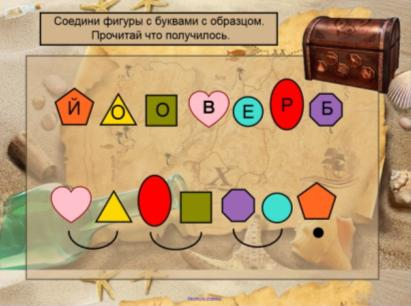 Соедини фигуры с буквами с образцом.
Прочитай что получилось.
Й О О В Е Р Б